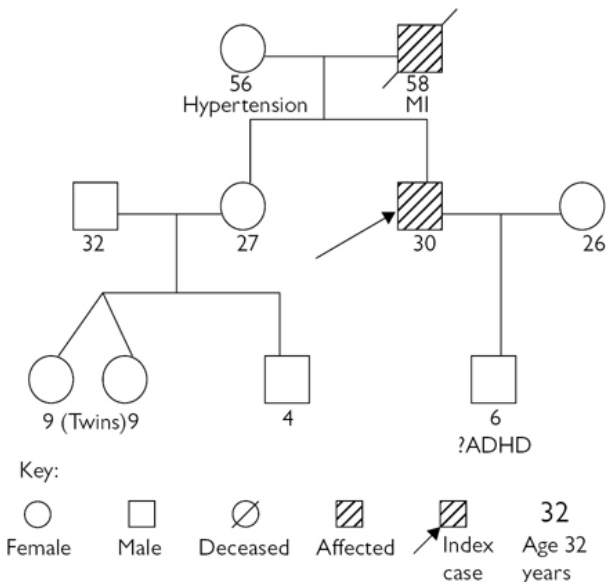 56
Hypertension
58
MI
32
27
30
26
9 (Twins)9
4
6
?ADHD
Key:
Female
Male
Deceased
Affected
Index
case
32
Age 32
years